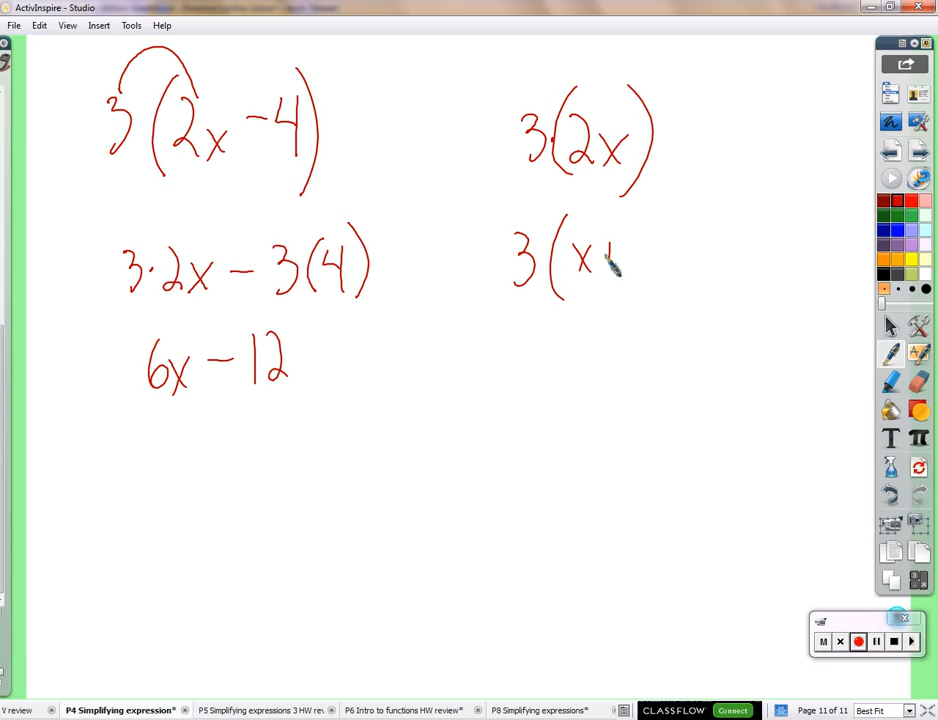 ActivInspire - Studio
File Edit View Insert Tools Help
3(2x - 4)
3·2x - 3(4)
6x - 12
3·(2x)
3(x
M
W review P4 Simplifying expression* P5 Simplifying expressions 3 HW rev P6 Intro to functions HW review* P8 Simplifying expressions* CLASSFLOW Connect Page 11 of 11 Best Fit